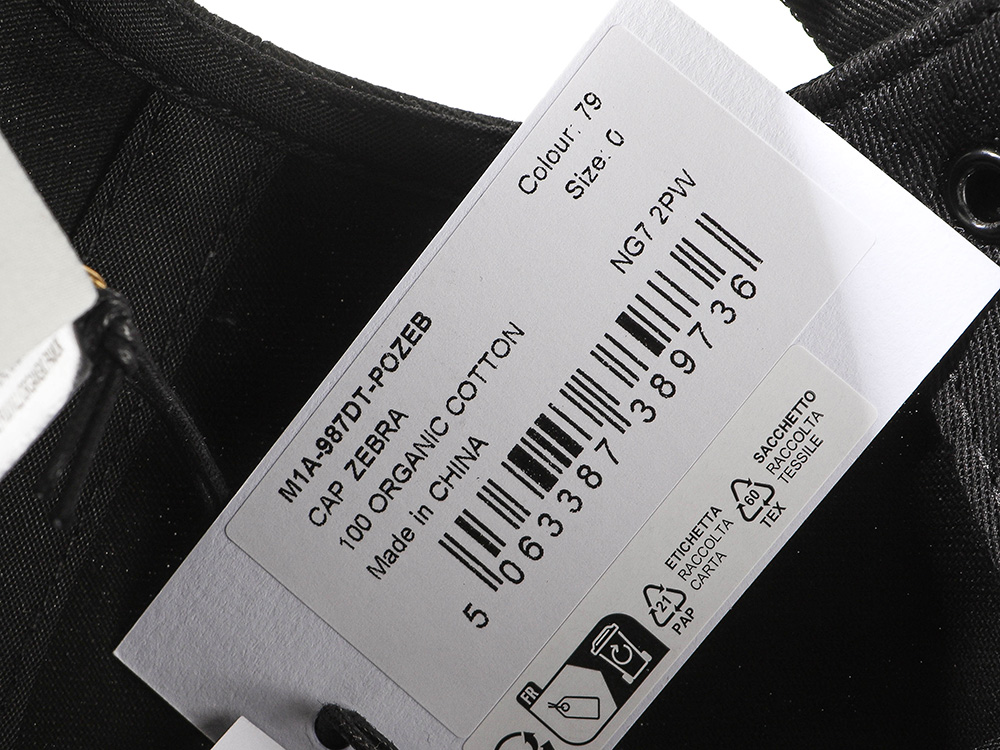 Colour: 79
Size: 0
M1A-987DT-POZEB
CAP ZEBRA
100 ORGANIC COTTON
Made in CHINA
NG7 2PW
5 063387 389736
FR
21
PAP
ETICHETTA
RACCOLTA
CARTA
60
TEX
SACCHETTO
RACCOLTA
TESSILE